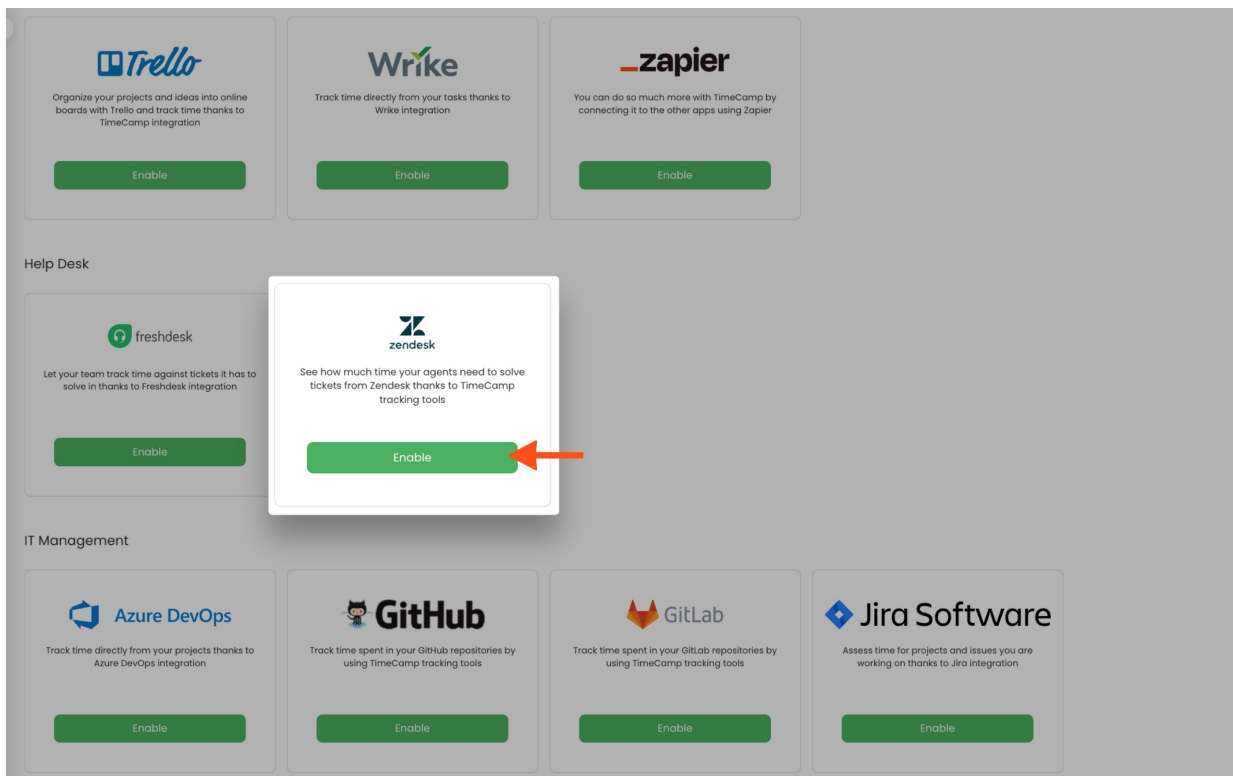 Trello
Wrike
zapier
Organize your projects and ideas into online
boards with Trello and track time thanks to
TimeCamp integration
Track time directly from your tasks thanks to
Wrike integration
You can do so much more with TimeCamp by
connecting it to the other apps using Zapier
Enable
Enable
Enable
Help Desk
freshdesk
Let your team track time against tickets it has to
solve in thanks to Freshdesk integration
Enable
zendesk
See how much time your agents need to solve
tickets from Zendesk thanks to TimeCamp
tracking tools
Enable
IT Management
Azure DevOps
GitHub
GitLab
Jira Software
Track time directly from your projects thanks to
Azure DevOps integration
Track time spent in your GitHub repositories by
using TimeCamp tracking tools
Track time spent in your GitLab repositories by
using TimeCamp tracking tools
Assess time for projects and issues you are
working on thanks to Jira integration
Enable
Enable
Enable
Enable